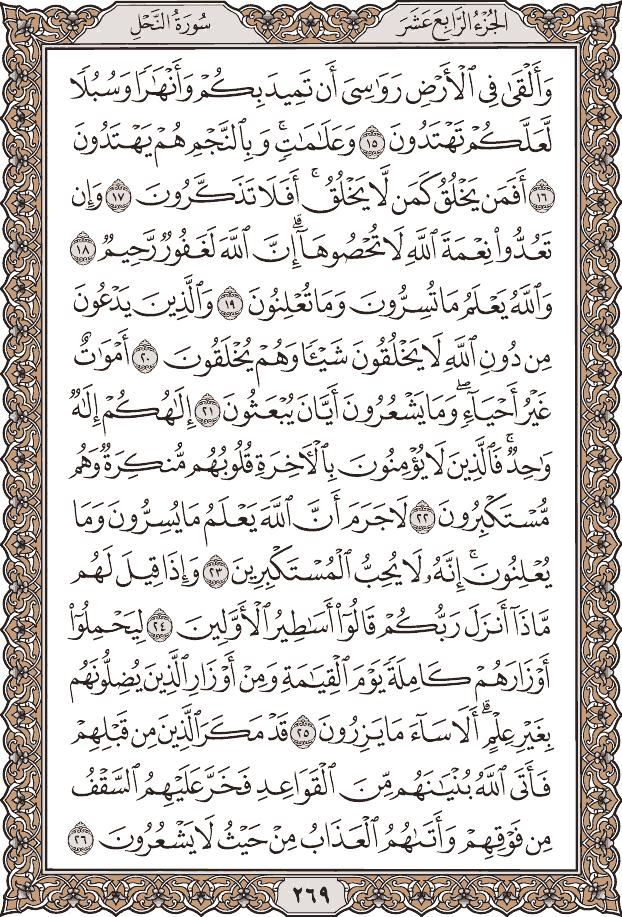 الجُزْءُ الرَّابِعَ عَشَرَ
سُورَةُ النَّحْلِ
وَأَلْقَىٰ فِي ٱلْأَرْضِ رَوَٰسِيَ أَن تَمِيدَ بِكُمْ وَأَنْهَٰرًا وَسُبُلًا
لَّعَلَّكُمْ تَهْتَدُونَ ١٥ وَعَلَٰمَٰتٍۚ وَبِٱلنَّجْمِ هُمْ يَهْتَدُونَ
١٦ أَفَمَن يَخْلُقُ كَمَن لَّا يَخْلُقُۚ أَفَلَا تَذَكَّرُونَ ١٧ وَإِن
تَعُدُّوا۟ نِعْمَةَ ٱللَّهِ لَا تُحْصُوهَآۗ إِنَّ ٱللَّهَ لَغَفُورٌ رَّحِيمٌ ١٨
وَٱللَّهُ يَعْلَمُ مَا تُسِرُّونَ وَمَا تُعْلِنُونَ ١٩ وَٱلَّذِينَ يَدْعُونَ
مِن دُونِ ٱللَّهِ لَا يَخْلُقُونَ شَيْـًٔا وَهُمْ يُخْلَقُونَ ٢٠ أَمْوَٰتٌ
غَيْرُ أَحْيَآءٍۖ وَمَا يَشْعُرُونَ أَيَّانَ يُبْعَثُونَ ٢١ إِلَٰهُكُمْ إِلَٰهٌ
وَٰحِدٌۚ فَٱلَّذِينَ لَا يُؤْمِنُونَ بِٱلْأٓخِرَةِ قُلُوبُهُم مُّنكِرَةٌ وَهُم
مُّسْتَكْبِرُونَ ٢٢ لَا جَرَمَ أَنَّ ٱللَّهَ يَعْلَمُ مَا يُسِرُّونَ وَمَا
يُعْلِنُونَۚ إِنَّهُۥ لَا يُحِبُّ ٱلْمُسْتَكْبِرِينَ ٢٣ وَإِذَا قِيلَ لَهُم
مَّاذَآ أَنزَلَ رَبُّكُمْ قَالُوٓا۟ أَسَٰطِيرُ ٱلْأَوَّلِينَ ٢٤ لِيَحْمِلُوٓا۟
أَوْزَارَهُمْ كَامِلَةً يَوْمَ ٱلْقِيَٰمَةِ وَمِنْ أَوْزَارِ ٱلَّذِينَ يُضِلُّونَهُم
بِغَيْرِ عِلْمٍۗ أَلَا سَآءَ مَا يَزِرُونَ ٢٥ قَدْ مَكَرَ ٱلَّذِينَ مِن قَبْلِهِمْ
فَأَتَى ٱللَّهُ بُنْيَٰنَهُم مِّنَ ٱلْقَوَاعِدِ فَخَرَّ عَلَيْهِمُ ٱلسَّقْفُ
مِن فَوْقِهِمْ وَأَتَىٰهُمُ ٱلْعَذَابُ مِنْ حَيْثُ لَا يَشْعُرُونَ ٢٦
٢٦٩